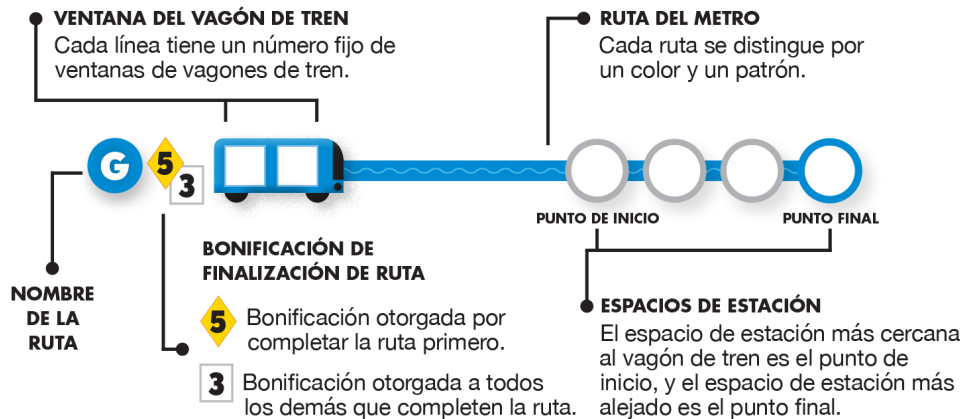 VENTANA DEL VAGÓN DE TREN
Cada línea tiene un número fijo de
ventanas de vagones de tren.
RUTA DEL METRO
Cada ruta se distingue por
un color y un patrón.
G
5
3
PUNTO DE INICIO
PUNTO FINAL
NOMBRE
DE LA
RUTA
BONIFICACIÓN DE
FINALIZACIÓN DE RUTA
5 Bonificación otorgada por
completar la ruta primero.
3 Bonificación otorgada a todos
los demás que completen la ruta.
ESPACIOS DE ESTACIÓN
El espacio de estación más cercana
al vagón de tren es el punto de
inicio, y el espacio de estación más
alejado es el punto final.